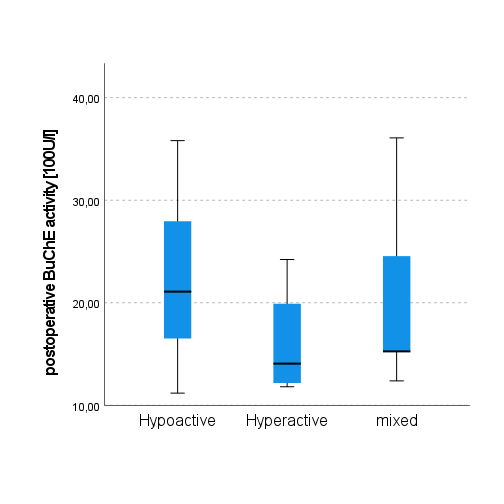 postoperative BuChE activity [100U/l]
40,00
30,00
20,00
10,00
Hypoactive Hyperactive mixed